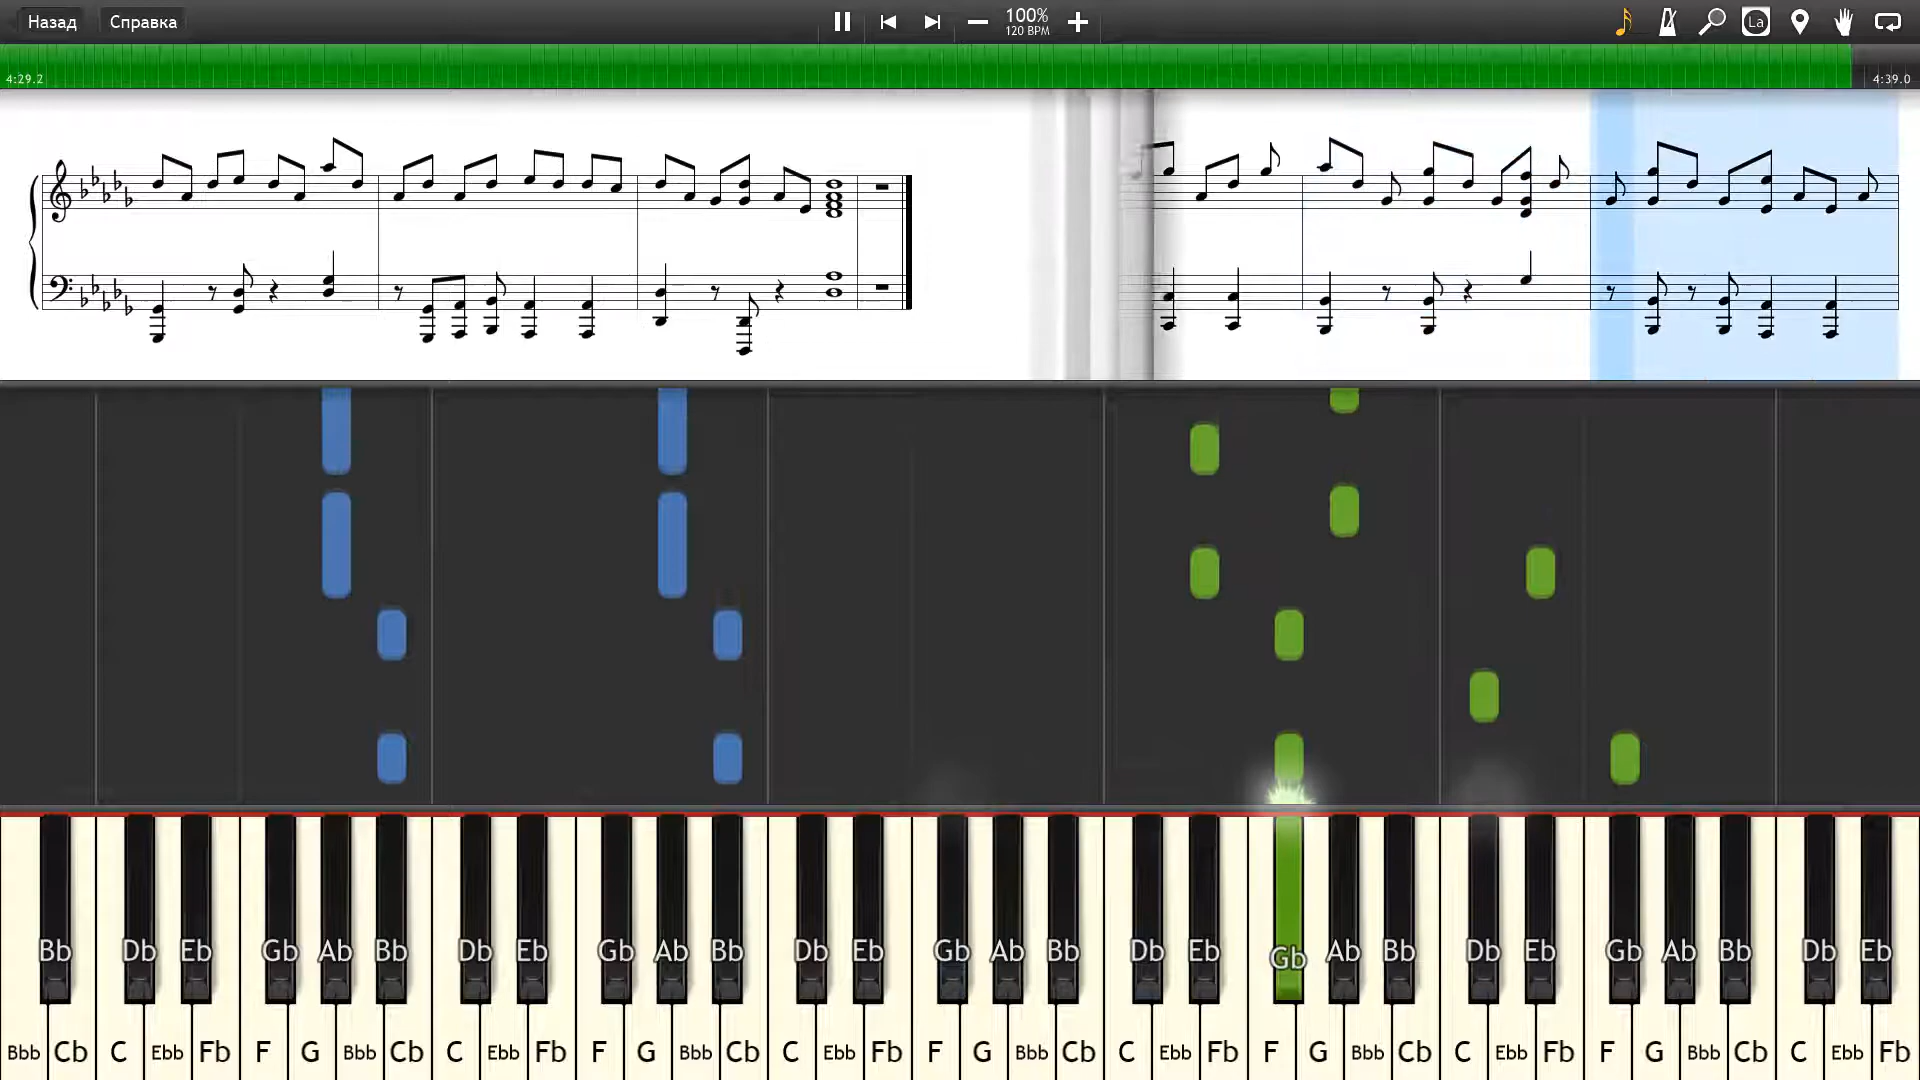 Назад Справка 100% La
120 BPM
4:29.2 4:39.0
Bb Db Eb Gb Ab Bb Db Eb Gb Ab Bb Db Eb Gb Ab Bb Db Eb Gb Ab Bb Db Eb Gb Ab Bb Db Eb
Bbb Cb C Ebb Fb F G Bbb Cb C Ebb Fb F G Bbb Cb C Ebb Fb F G Bbb Cb C Ebb Fb F G Bbb Cb C Ebb Fb F G Bbb Cb C Ebb Fb